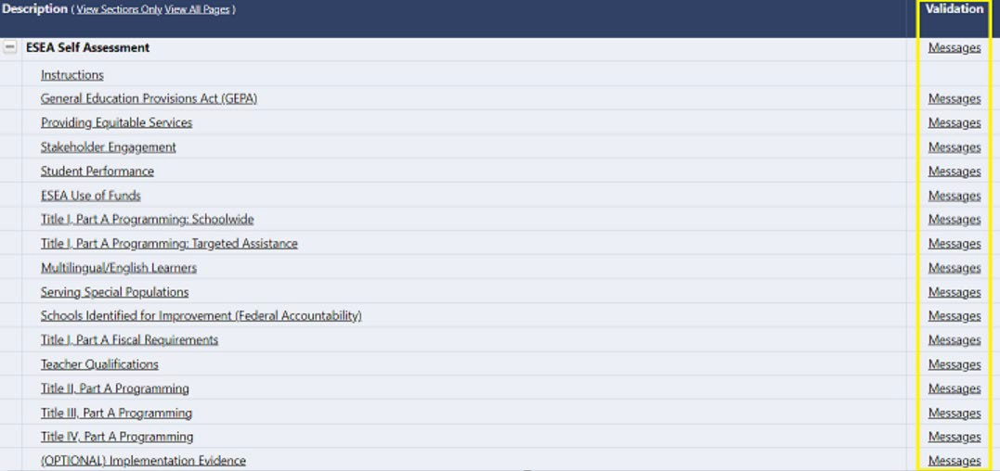 Description ( View Sections Only View All Pages ) Validation
ESEA Self Assessment Messages
Instructions
General Education Provisions Act (GEPA) Messages
Providing Equitable Services Messages
Stakeholder Engagement Messages
Student Performance Messages
ESEA Use of Funds Messages
Title I, Part A Programming: Schoolwide Messages
Title I, Part A Programming: Targeted Assistance Messages
Multilingual/English Learners Messages
Serving Special Populations Messages
Schools Identified for Improvement (Federal Accountability) Messages
Title I, Part A Fiscal Requirements Messages
Teacher Qualifications Messages
Title II, Part A Programming Messages
Title III, Part A Programming Messages
Title IV, Part A Programming Messages
(OPTIONAL) Implementation Evidence Messages